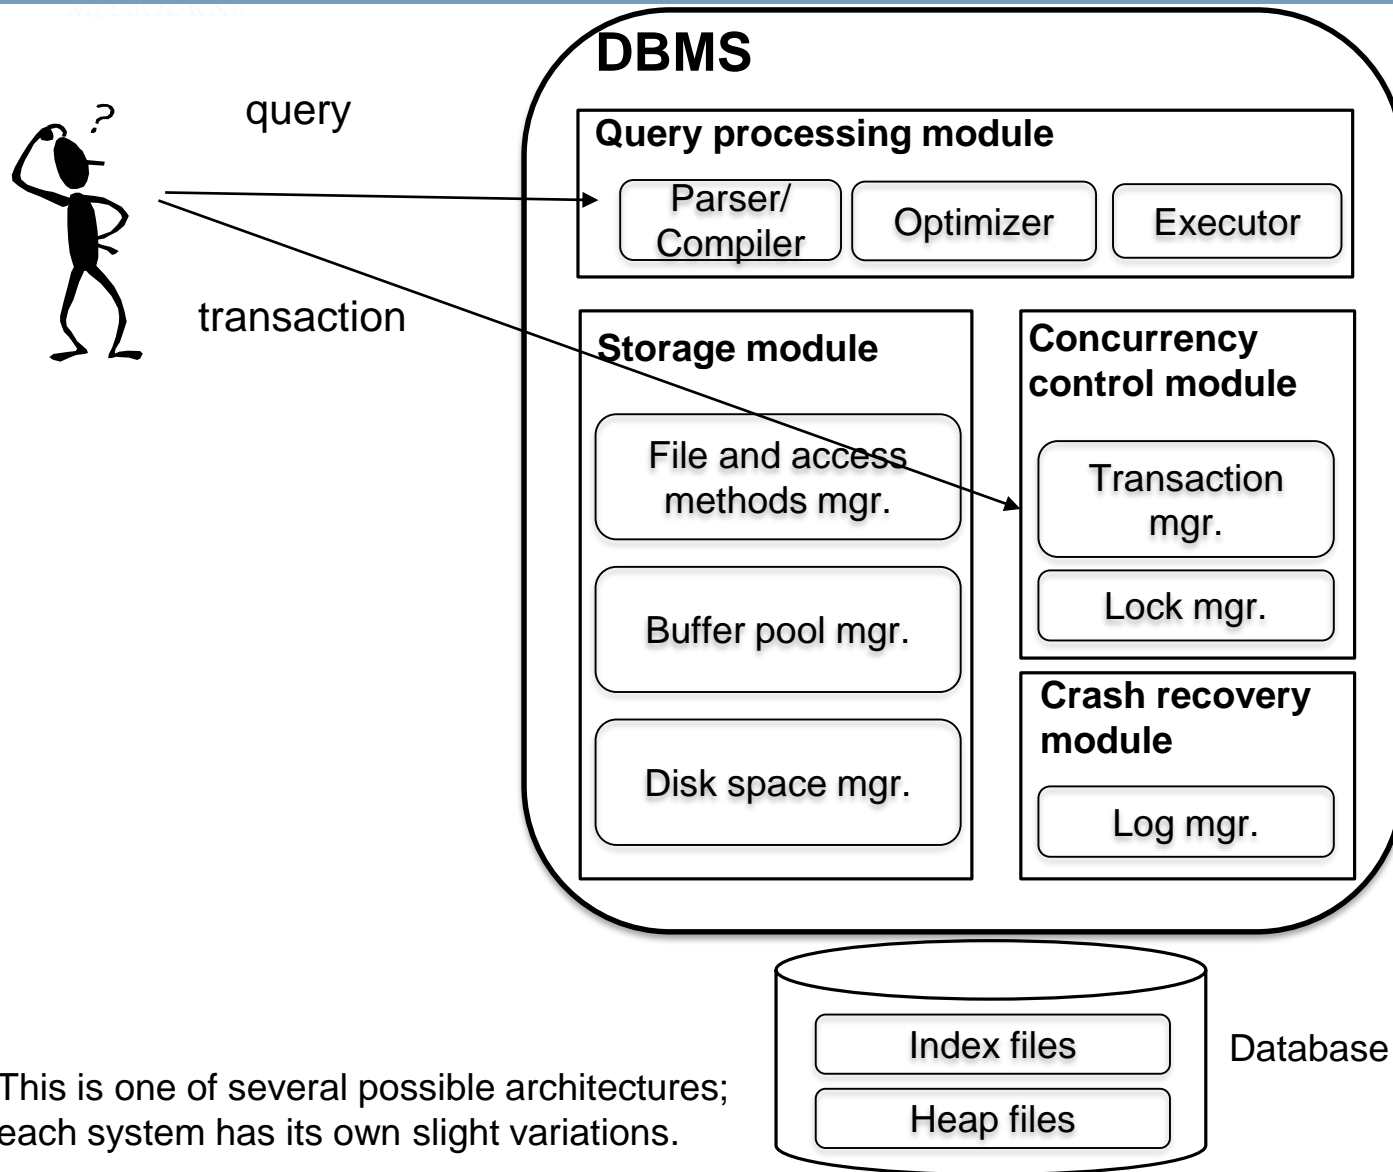 DBMS
query
?
Query processing module
Parser/
Compiler
Optimizer
Executor
transaction
Storage module
File and access
methods mgr.
Buffer pool mgr.
Disk space mgr.
Concurrency
control module
Transaction
mgr.
Lock mgr.
Crash recovery
module
Log mgr.
Index files
Heap files
Database
This is one of several possible architectures;
each system has its own slight variations.